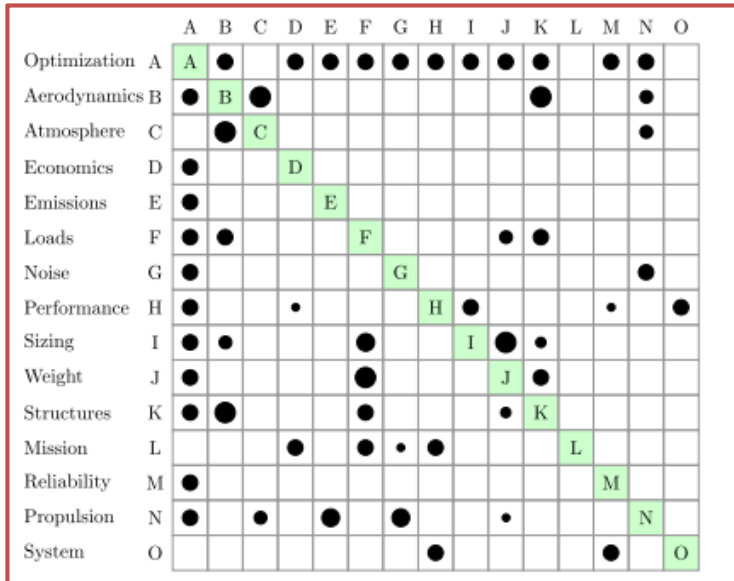 A B C D E F G H I J K L M N O
Optimization A A
Aerodynamics B B
Atmosphere C C
Economics D D
Emissions E E
Loads F F
Noise G G
Performance H H
Sizing I I
Weight J J
Structures K K
Mission L L
Reliability M M
Propulsion N N
System O O